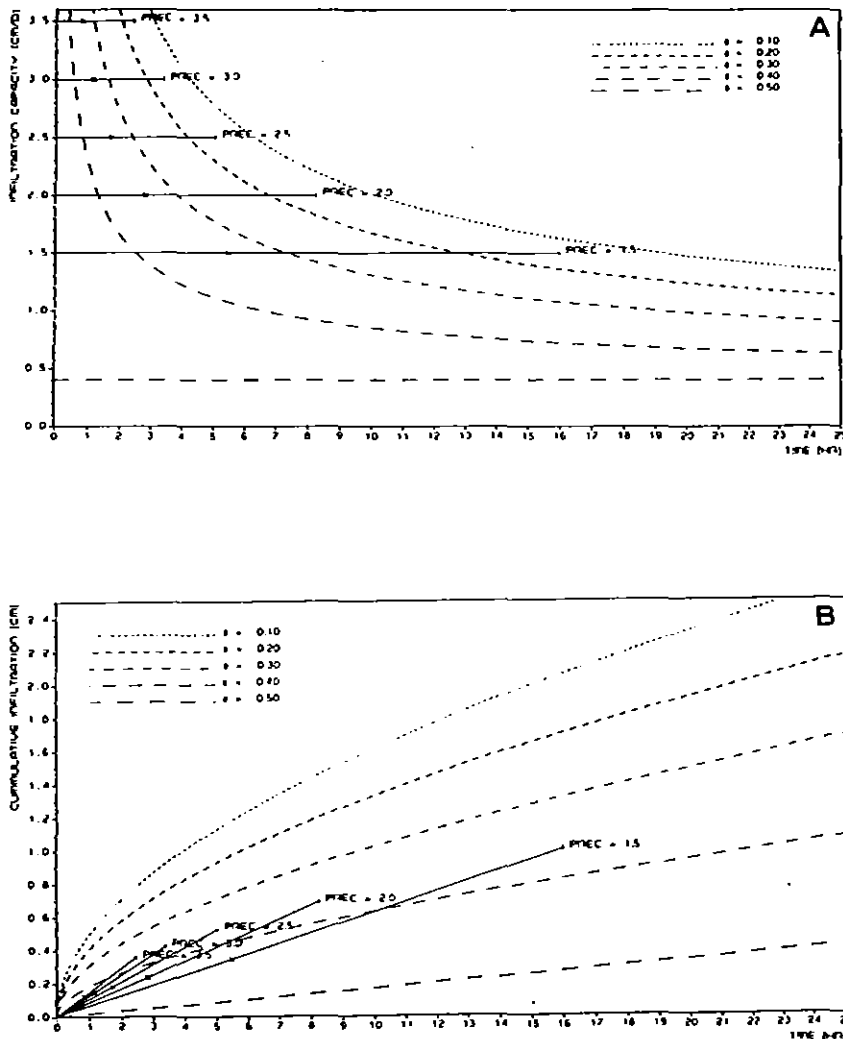 A
INFILTRATION CAPACITY (CM/D)
3.5
3.0
2.5
2.0
1.5
1.0
0.5
0.0
PREC = 3.5
PREC = 3.0
PREC = 2.5
PREC = 2.0
PREC = 1.5
θ = 0.10
θ = 0.20
θ = 0.30
θ = 0.40
θ = 0.50
0 1 2 3 4 5 6 7 8 9 10 11 12 13 14 15 16 17 18 19 20 21 22 23 24 25
TIME (HR)
B
CUMMULATIVE INFILTRATION (CM)
2.4
2.2
2.0
1.8
1.6
1.4
1.2
1.0
0.8
0.6
0.4
0.2
0.0
θ = 0.10
θ = 0.20
θ = 0.30
θ = 0.40
θ = 0.50
PREC = 1.5
PREC = 2.0
PREC = 2.5
PREC = 3.0
PREC = 3.5
0 1 2 3 4 5 6 7 8 9 10 11 12 13 14 15 16 17 18 19 20 21 22 23 24 25
TIME (HR)